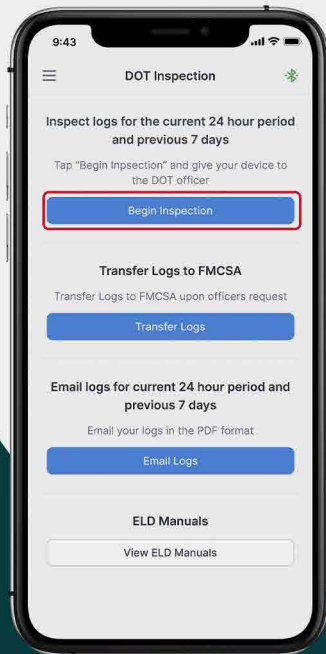 9:43
DOT Inspection
Inspect logs for the current 24 hour period
and previous 7 days
Tap "Begin Inpsection" and give your device to
the DOT officer
Begin Inspection
Transfer Logs to FMCSA
Transfer Logs to FMCSA upon officers request
Transfer Logs
Email logs for current 24 hour period and
previous 7 days
Email your logs in the PDF format
Email Logs
ELD Manuals
View ELD Manuals